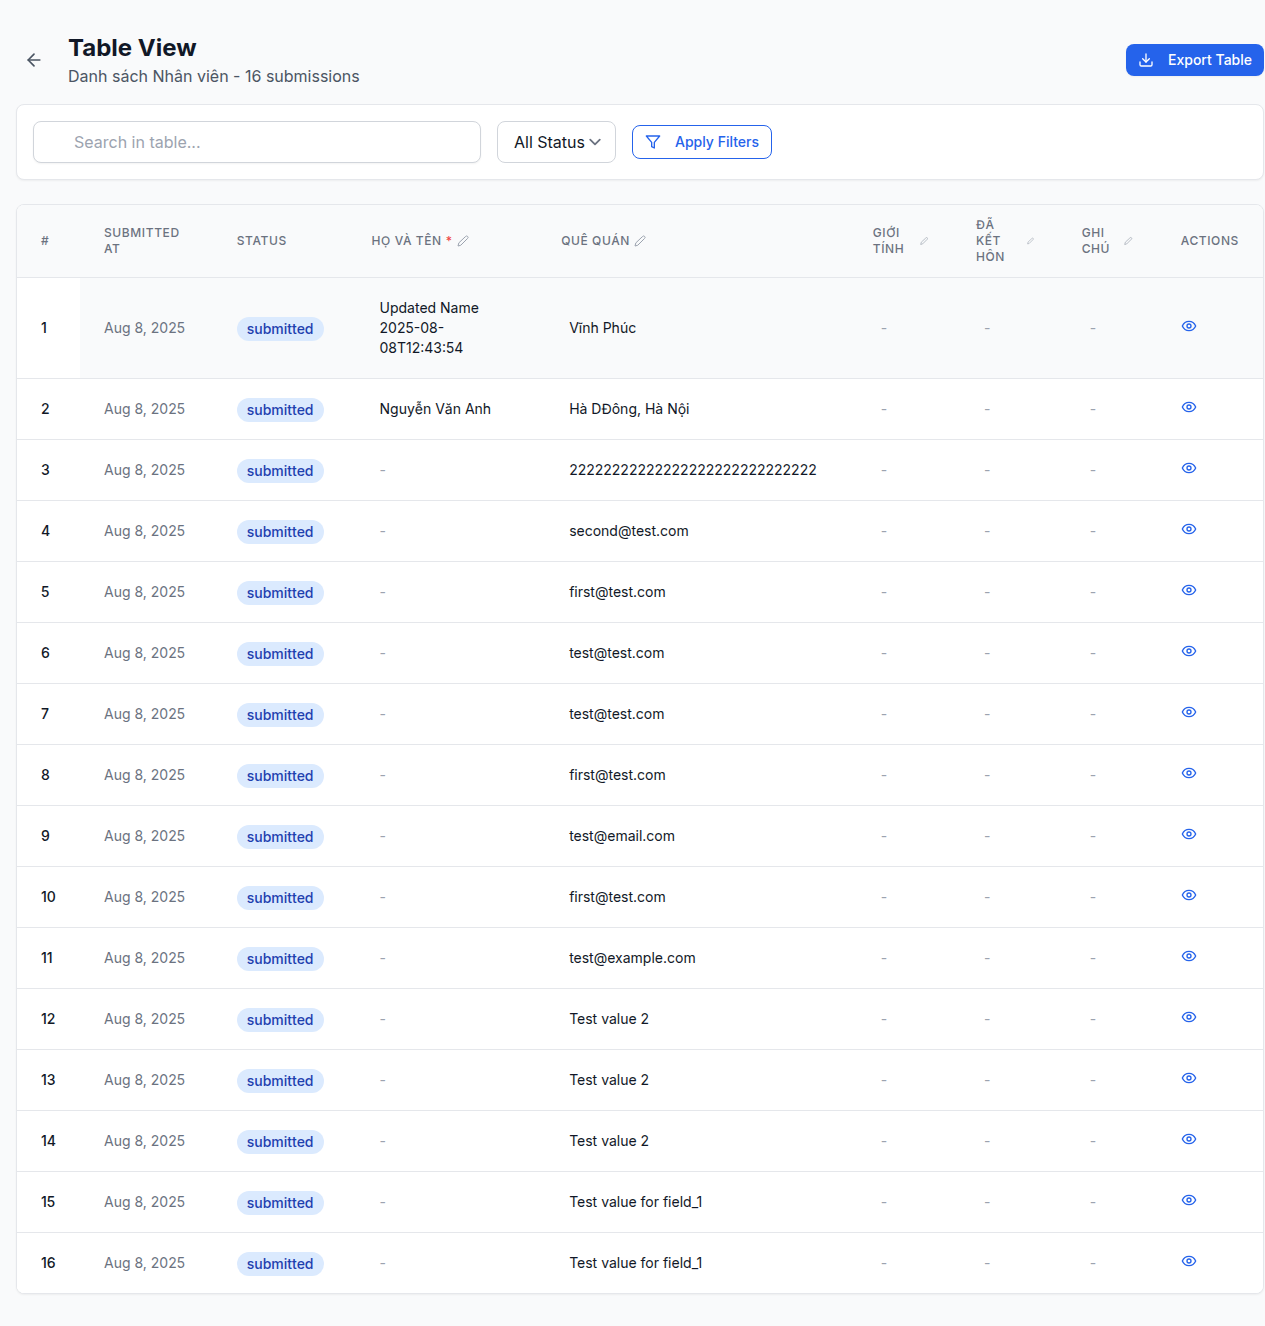 Table View
Danh sách Nhân viên - 16 submissions
Export Table
Search in table...
All Status
Apply Filters
# SUBMITTED AT STATUS HỌ VÀ TÊN * QUÊ QUÁN GIỚI TÍNH ĐÃ KẾT HÔN GHI CHÚ ACTIONS
1 Aug 8, 2025 submitted Updated Name 2025-08-08T12:43:54 Vĩnh Phúc - - -
2 Aug 8, 2025 submitted Nguyễn Văn Anh Hà DĐông, Hà Nội - - -
3 Aug 8, 2025 submitted - 22222222222222222222222222222 - - -
4 Aug 8, 2025 submitted - second@test.com - - -
5 Aug 8, 2025 submitted - first@test.com - - -
6 Aug 8, 2025 submitted - test@test.com - - -
7 Aug 8, 2025 submitted - test@test.com - - -
8 Aug 8, 2025 submitted - first@test.com - - -
9 Aug 8, 2025 submitted - test@email.com - - -
10 Aug 8, 2025 submitted - first@test.com - - -
11 Aug 8, 2025 submitted - test@example.com - - -
12 Aug 8, 2025 submitted - Test value 2 - - -
13 Aug 8, 2025 submitted - Test value 2 - - -
14 Aug 8, 2025 submitted - Test value 2 - - -
15 Aug 8, 2025 submitted - Test value for field_1 - - -
16 Aug 8, 2025 submitted - Test value for field_1 - - -